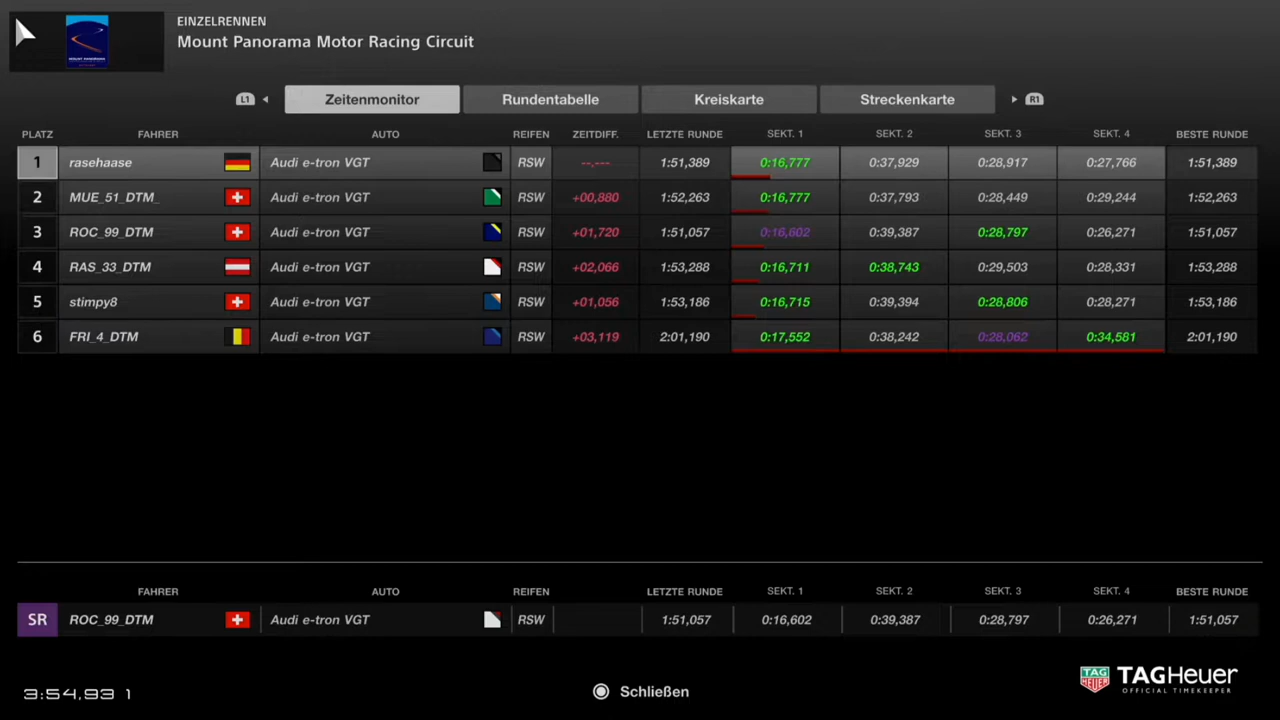 EINZELRENNEN
Mount Panorama Motor Racing Circuit
L1 Zeitenmonitor Rundentabelle Kreiskarte Streckenkarte R1
PLATZ FAHRER AUTO REIFEN ZEITDIFF. LETZTE RUNDE SEKT. 1 SEKT. 2 SEKT. 3 SEKT. 4 BESTE RUNDE
1 rasehaase Audi e-tron VGT RSW --.--- 1:51,389 0:16,777 0:37,929 0:28,917 0:27,766 1:51,389
2 MUE_51_DTM_ Audi e-tron VGT RSW +00,880 1:52,263 0:16,777 0:37,793 0:28,449 0:29,244 1:52,263
3 ROC_99_DTM Audi e-tron VGT RSW +01,720 1:51,057 0:16,602 0:39,387 0:28,797 0:26,271 1:51,057
4 RAS_33_DTM Audi e-tron VGT RSW +02,066 1:53,288 0:16,711 0:38,743 0:29,503 0:28,331 1:53,288
5 stimpy8 Audi e-tron VGT RSW +01,056 1:53,186 0:16,715 0:39,394 0:28,806 0:28,271 1:53,186
6 FRI_4_DTM Audi e-tron VGT RSW +03,119 2:01,190 0:17,552 0:38,242 0:28,062 0:34,581 2:01,190
FAHRER AUTO REIFEN LETZTE RUNDE SEKT. 1 SEKT. 2 SEKT. 3 SEKT. 4 BESTE RUNDE
SR ROC_99_DTM Audi e-tron VGT RSW 1:51,057 0:16,602 0:39,387 0:28,797 0:26,271 1:51,057
3:54,931
Schließen
TAG HEUER TAGHeuer
OFFICIAL TIMEKEEPER